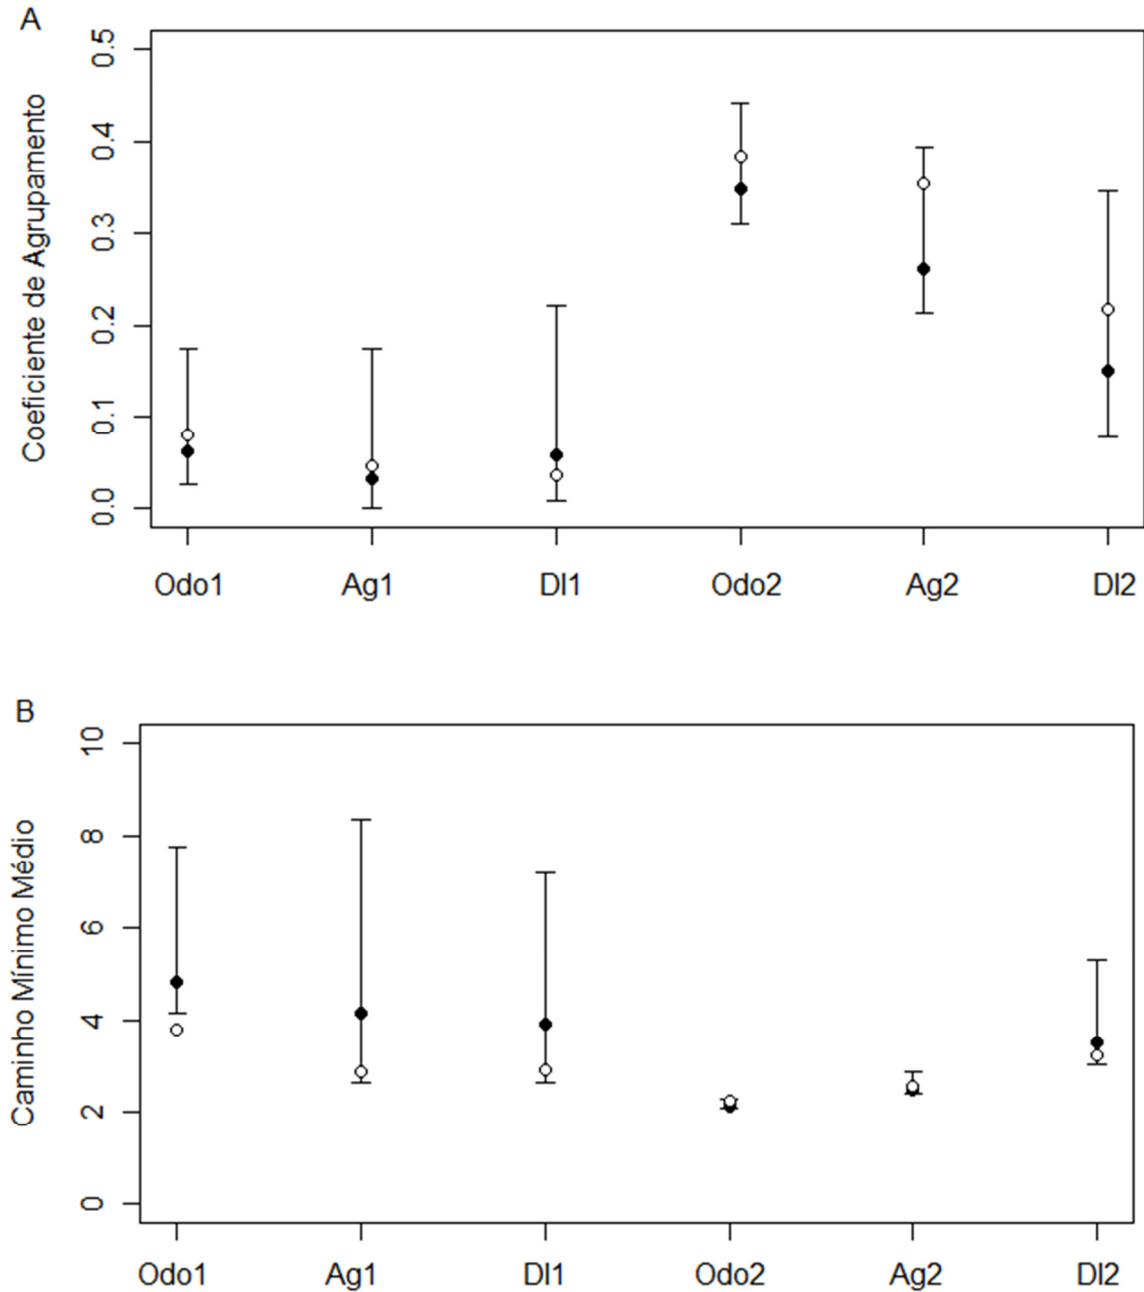 A
Coeficiente de Agrupamento
0.5
0.4
0.3
0.2
0.1
0.0
Odo1 Ag1 Dl1 Odo2 Ag2 Dl2
B
Caminho Mínimo Médio
10
8
6
4
2
0
Odo1 Ag1 Dl1 Odo2 Ag2 Dl2